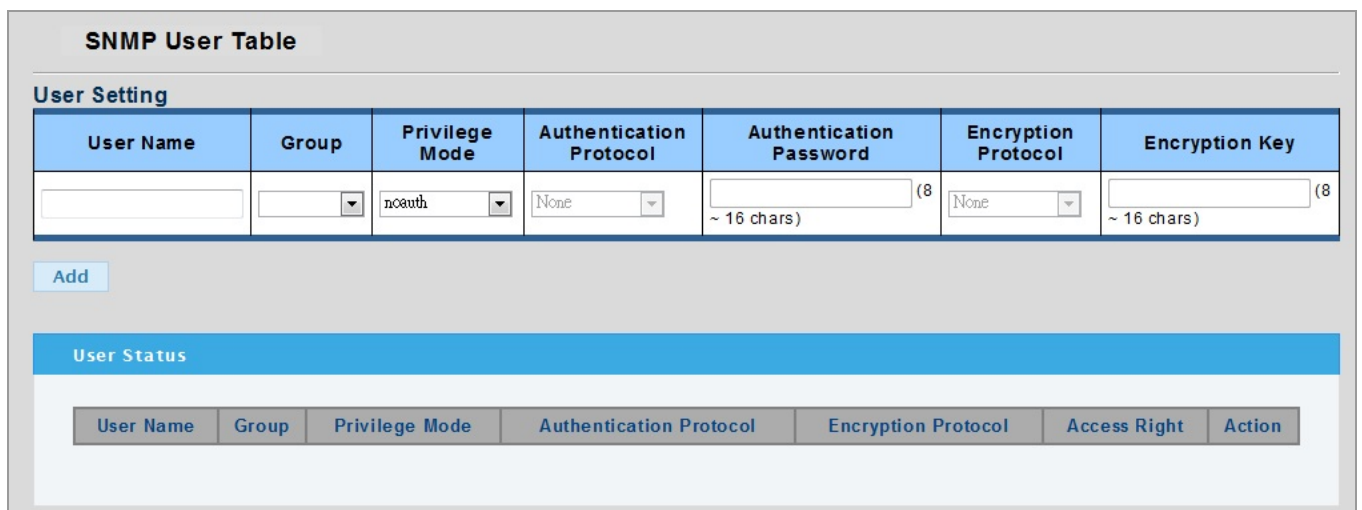 SNMP User Table
User Setting
User Name Group Privilege Mode Authentication Protocol Authentication Password Encryption Protocol Encryption Key
noauth None (8 ~ 16 chars) None (8 ~ 16 chars)
Add
User Status
User Name Group Privilege Mode Authentication Protocol Encryption Protocol Access Right Action